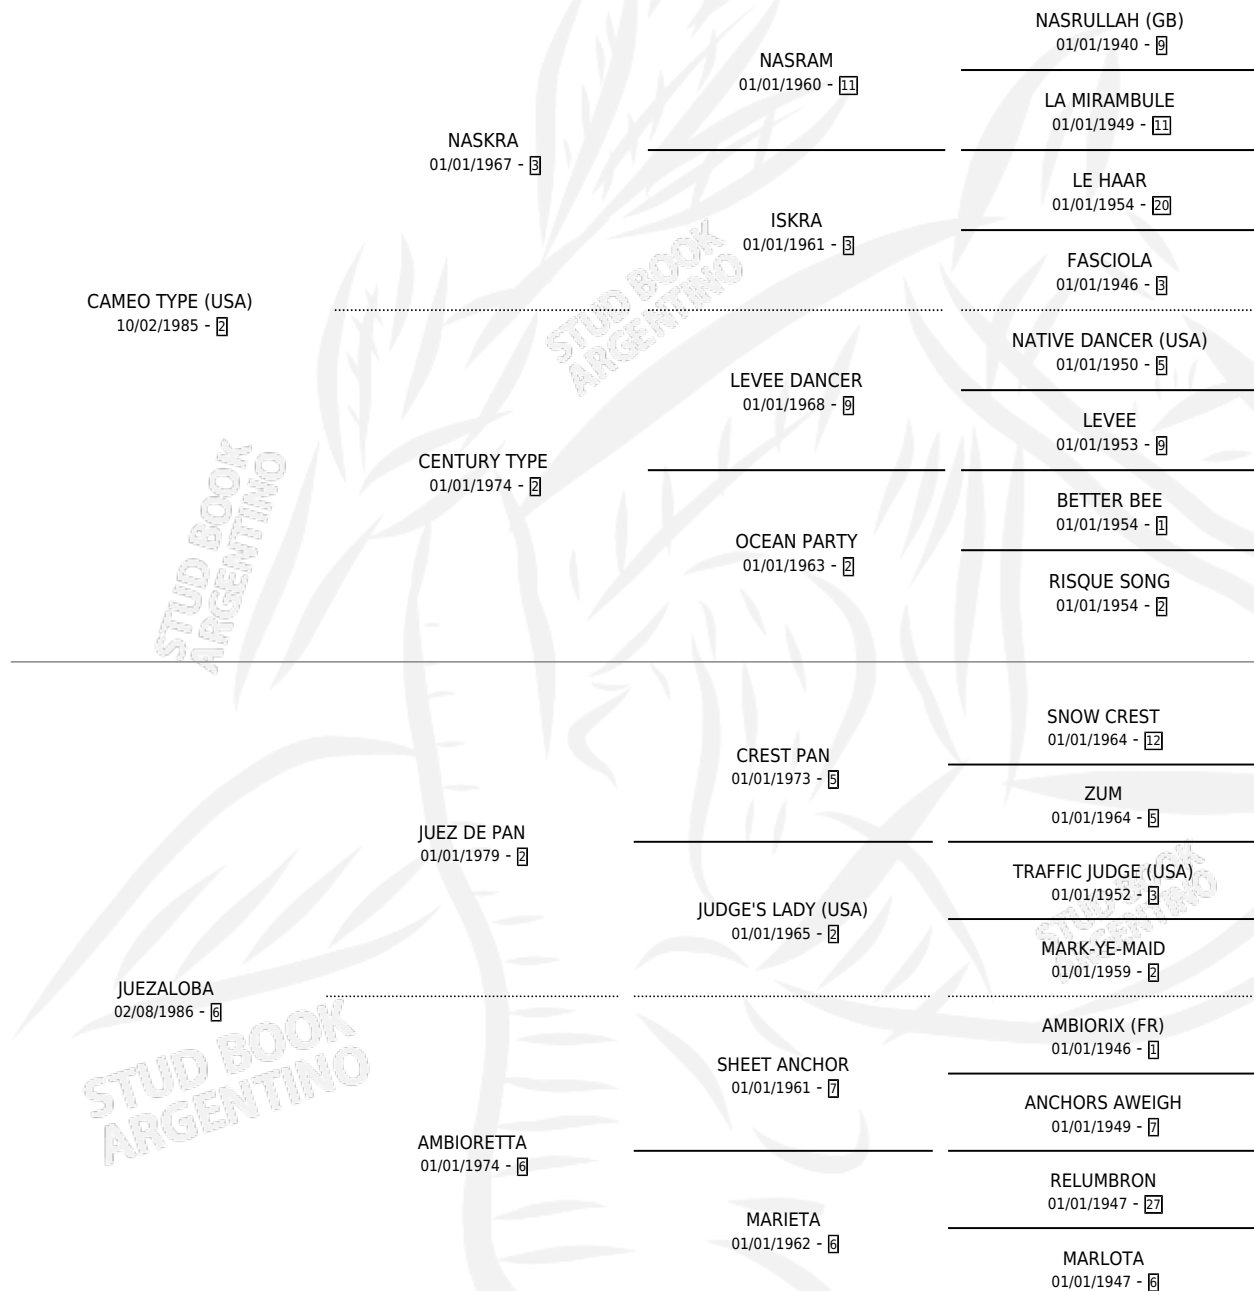 NASRULLAH (GB)
01/01/1940 - 9
NASRAM
01/01/1960 - 11
LA MIRAMBULE
01/01/1949 - 11
NASKRA
01/01/1967 - 3
LE HAAR
01/01/1954 - 20
ISKRA
01/01/1961 - 3
FASCIOLA
01/01/1946 - 3
CAMEO TYPE (USA)
10/02/1985 - 2
NATIVE DANCER (USA)
01/01/1950 - 5
LEVEE DANCER
01/01/1968 - 9
LEVEE
01/01/1953 - 9
CENTURY TYPE
01/01/1974 - 2
BETTER BEE
01/01/1954 - 1
OCEAN PARTY
01/01/1963 - 2
RISQUE SONG
01/01/1954 - 2
STUD BOOK
ARGENTINO
STUD BOOK
ARGENTINO
SNOW CREST
01/01/1964 - 12
CREST PAN
01/01/1973 - 5
ZUM
01/01/1964 - 5
JUEZ DE PAN
01/01/1979 - 2
TRAFFIC JUDGE (USA)
01/01/1952 - 3
JUDGE'S LADY (USA)
01/01/1965 - 2
MARK-YE-MAID
01/01/1959 - 2
JUEZALOBA
02/08/1986 - 6
AMBIORIX (FR)
01/01/1946 - 1
SHEET ANCHOR
01/01/1961 - 7
ANCHORS AWEIGH
01/01/1949 - 7
AMBIORETTA
01/01/1974 - 6
RELUMBRON
01/01/1947 - 27
MARIETA
01/01/1962 - 6
MARLOTA
01/01/1947 - 6
STUD BOOK
ARGENTINO
STUD BOOK
ARGENTINO